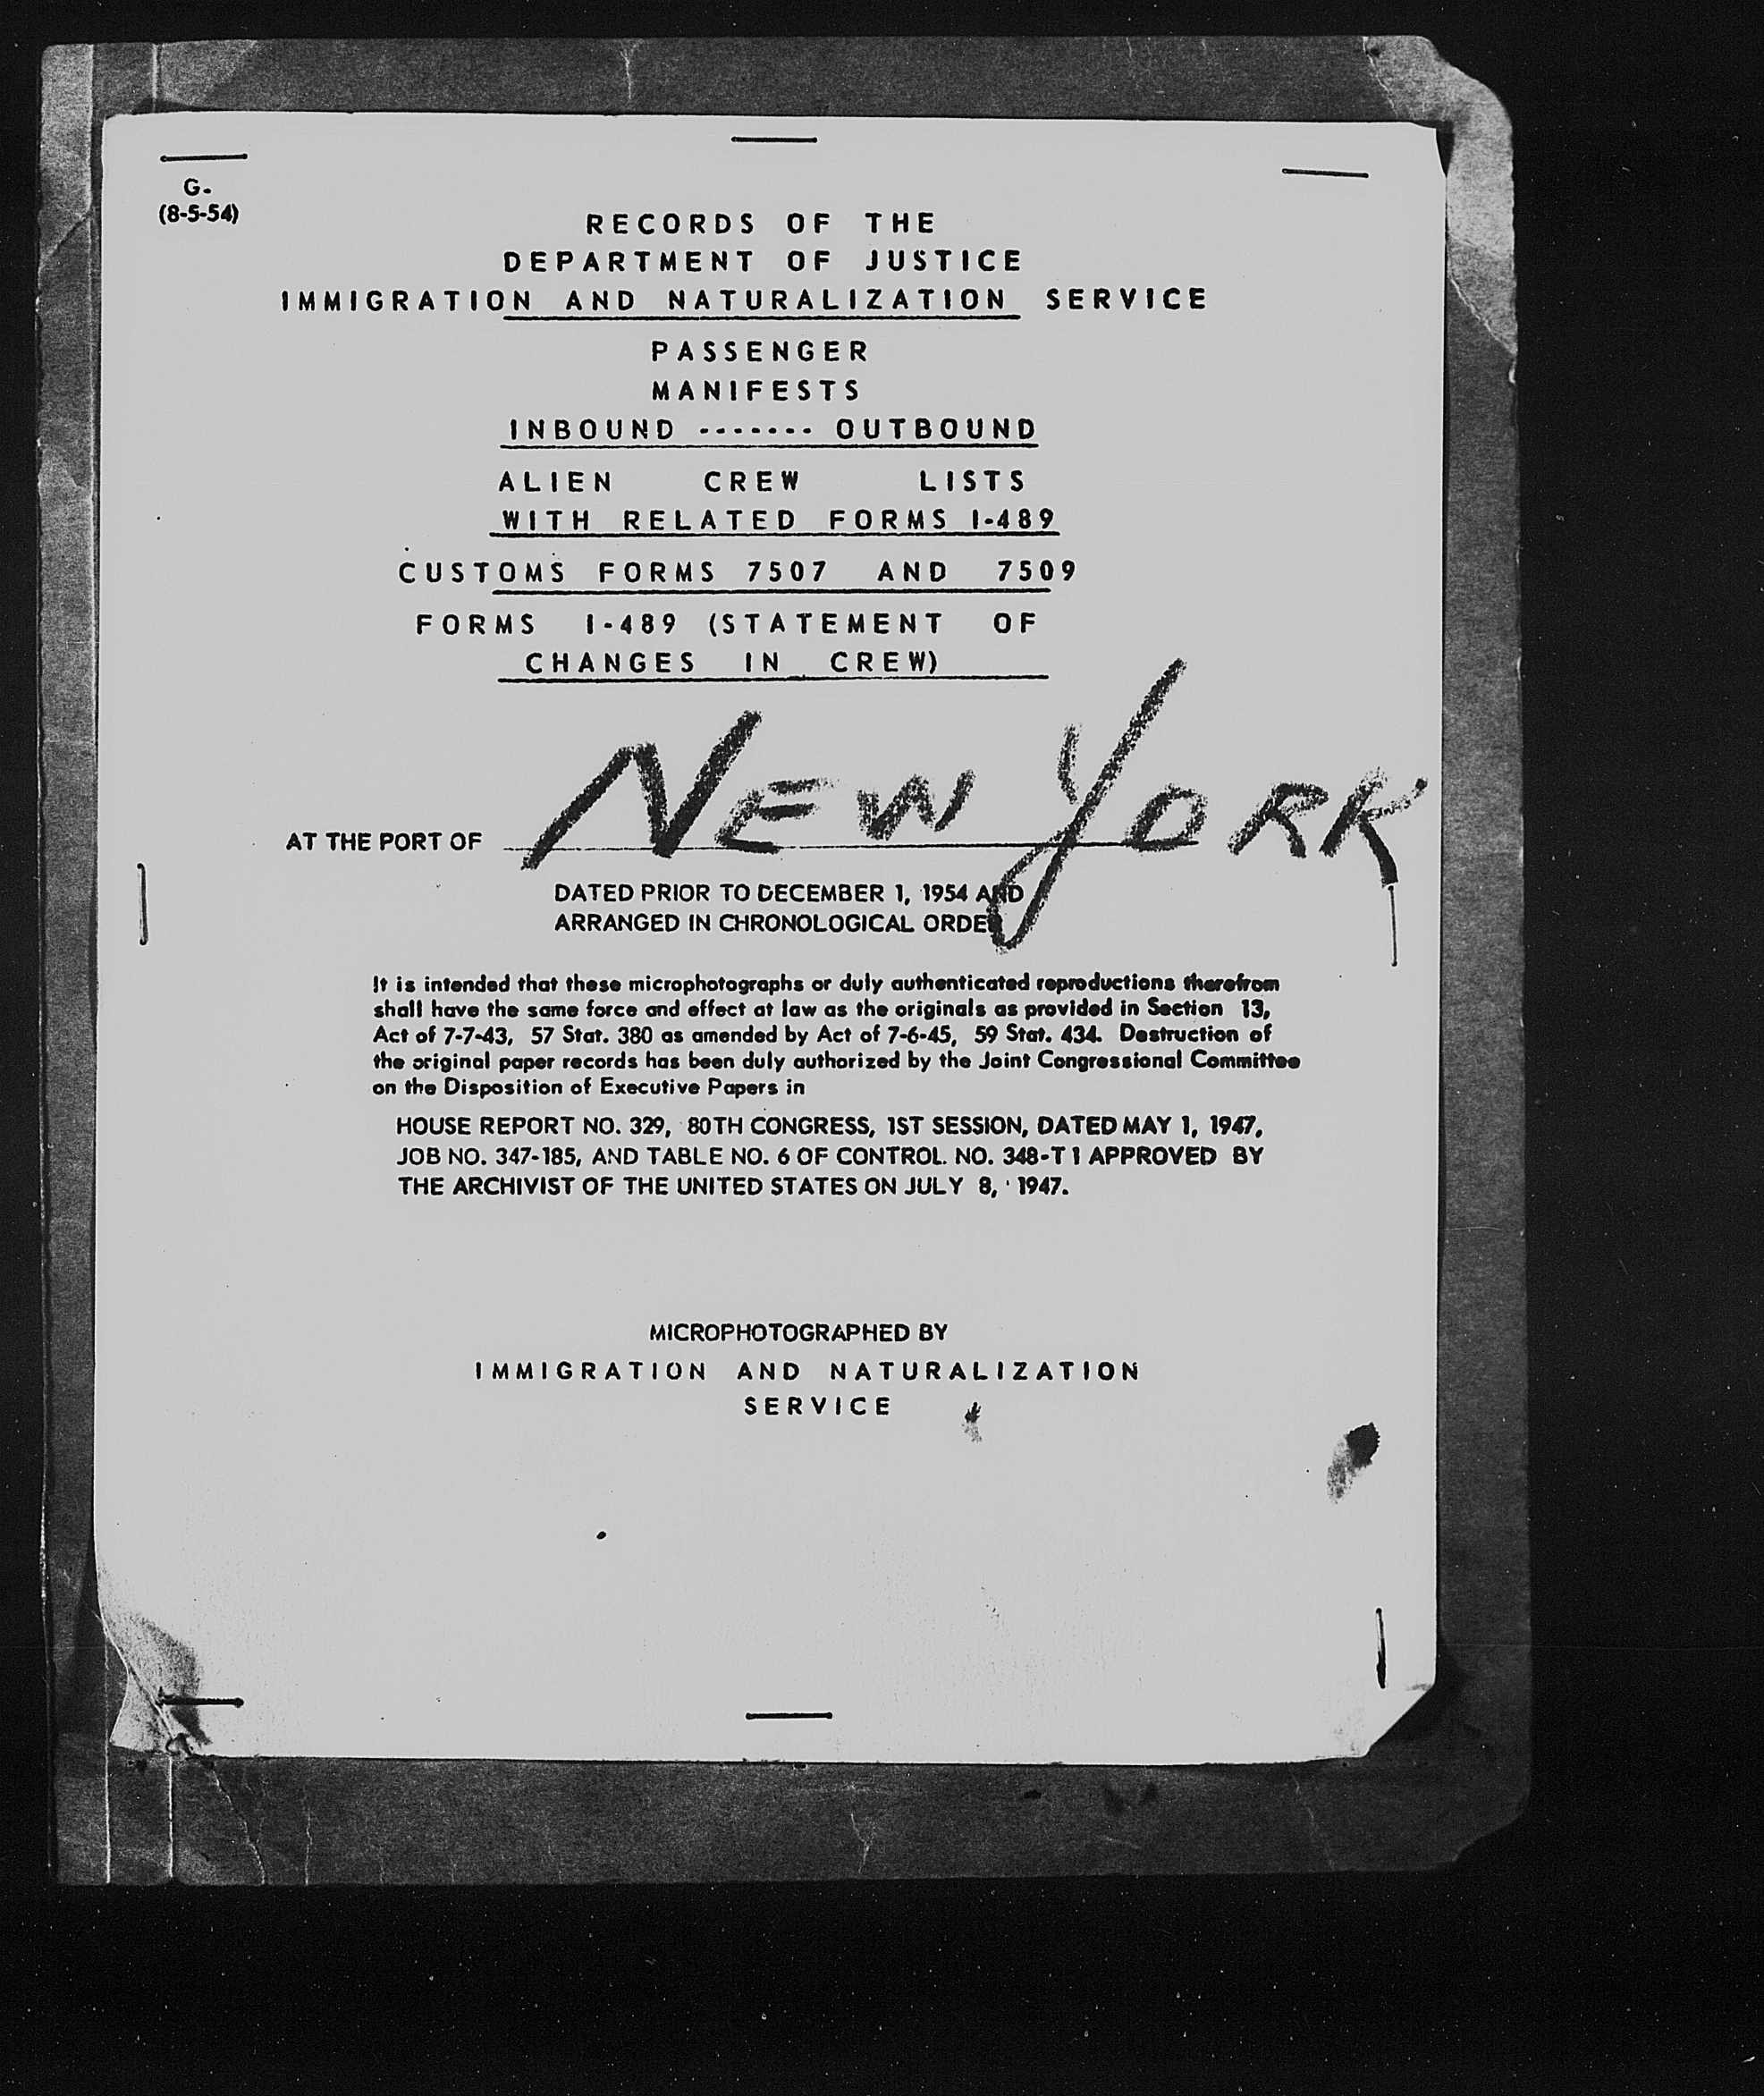 G-
(8-5-54)
RECORDS OF THE
DEPARTMENT OF JUSTICE
IMMIGRATION AND NATURALIZATION SERVICE
PASSENGER
MANIFESTS
INBOUND ------- OUTBOUND
ALIEN CREW LISTS
WITH RELATED FORMS I-489
CUSTOMS FORMS 7507 AND 7509
FORMS I-489 (STATEMENT OF
CHANGES IN CREW)
AT THE PORT OF NEW YORK
DATED PRIOR TO DECEMBER 1, 1954 AND
ARRANGED IN CHRONOLOGICAL ORDER
It is intended that these microphotographs or duly authenticated reproductions therefrom
shall have the same force and effect at law as the originals as provided in Section 13,
Act of 7-7-43, 57 Stat. 380 as amended by Act of 7-6-45, 59 Stat. 434. Destruction of
the original paper records has been duly authorized by the Joint Congressional Committee
on the Disposition of Executive Papers in
HOUSE REPORT NO. 329, 80TH CONGRESS, 1ST SESSION, DATED MAY 1, 1947,
JOB NO. 347-185, AND TABLE NO. 6 OF CONTROL. NO. 348-T1 APPROVED BY
THE ARCHIVIST OF THE UNITED STATES ON JULY 8, 1947.
MICROPHOTOGRAPHED BY
IMMIGRATION AND NATURALIZATION
SERVICE